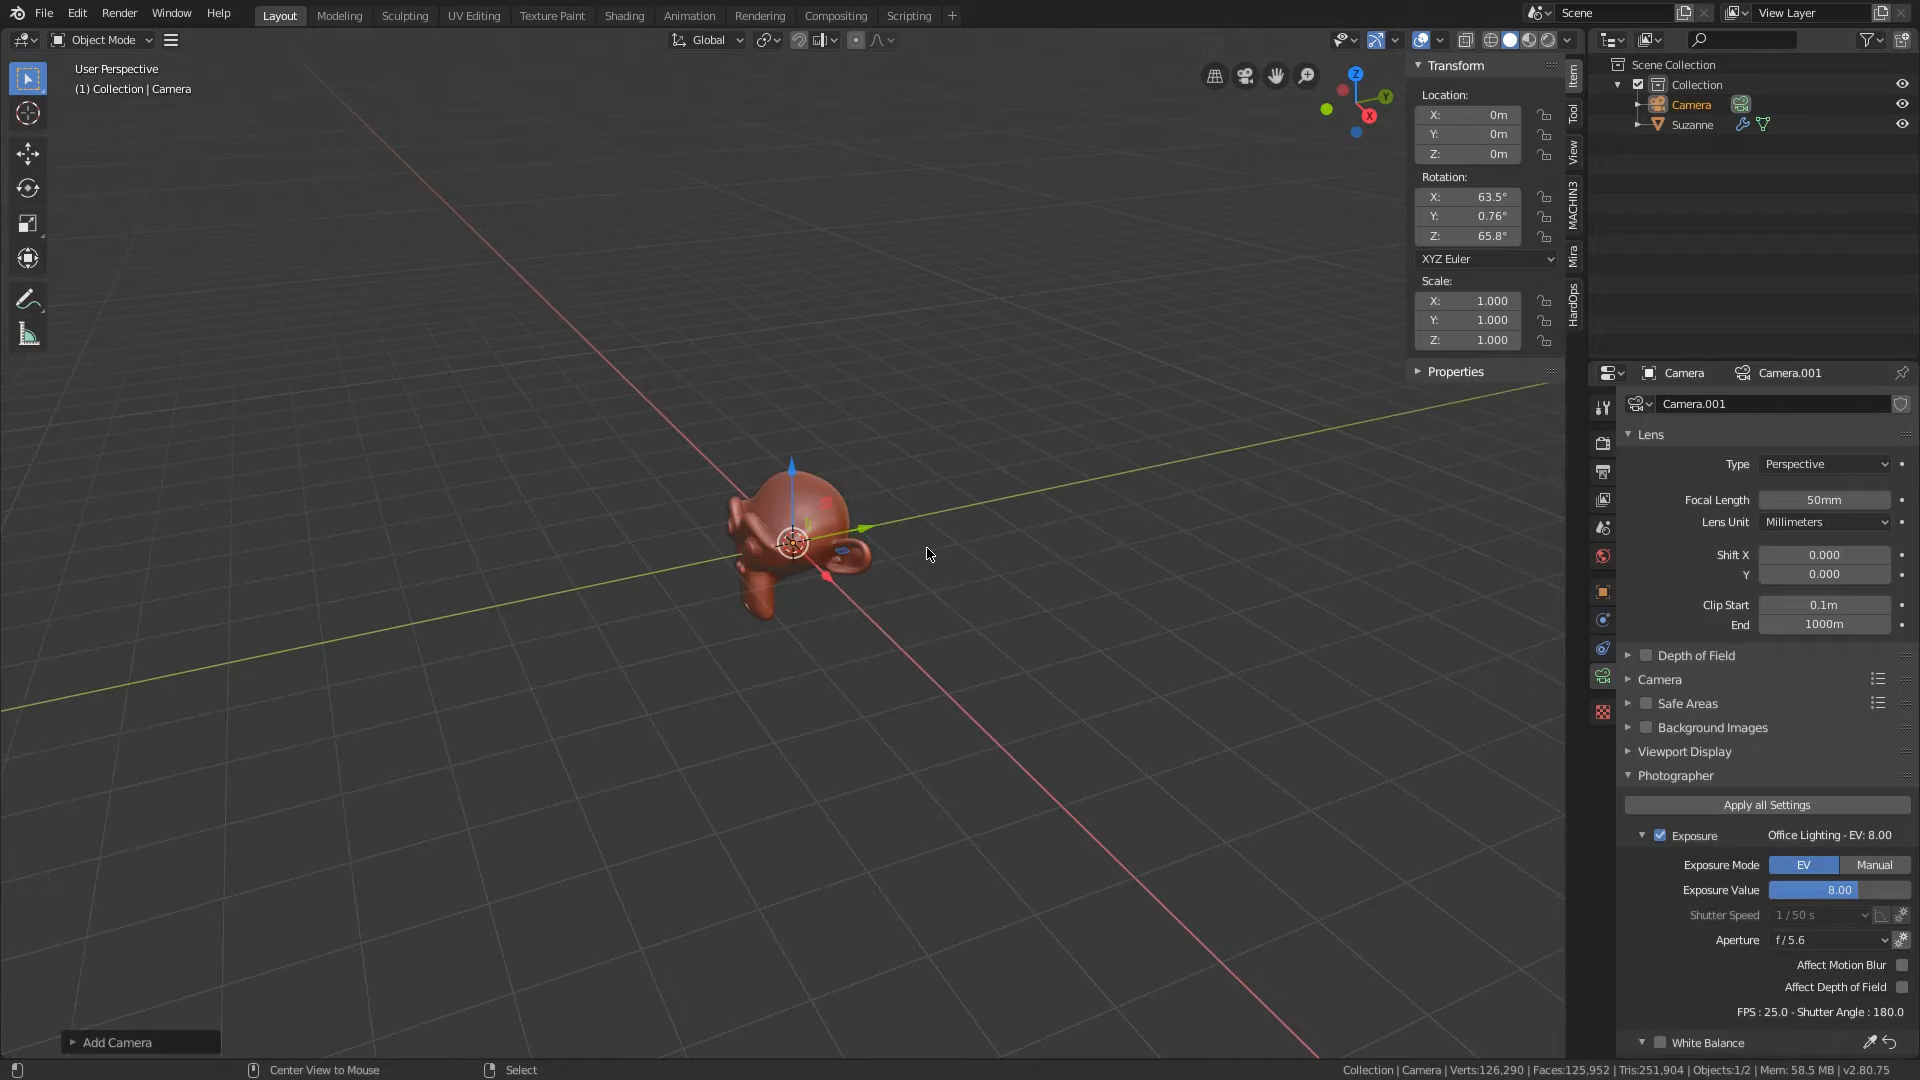 File Edit Render Window Help Layout Modeling Sculpting UV Editing Texture Paint Shading Animation Rendering Compositing Scripting + Scene View Layer
Object Mode Global
User Perspective
(1) Collection | Camera
Z
Y
X
Transform
Location:
X: 0m
Y: 0m
Z: 0m
Rotation:
X: 63.5°
Y: 0.76°
Z: 65.8°
XYZ Euler
Scale:
X: 1.000
Y: 1.000
Z: 1.000
Properties
Item
Tool
View
MACHIN3
Mira
HardOps
Scene Collection
Collection
Camera
Suzanne
Camera Camera.001
Camera.001
Lens
Type Perspective
Focal Length 50mm
Lens Unit Millimeters
Shift X 0.000
Y 0.000
Clip Start 0.1m
End 1000m
Depth of Field
Camera
Safe Areas
Background Images
Viewport Display
Photographer
Apply all Settings
Exposure Office Lighting - EV: 8.00
Exposure Mode EV Manual
Exposure Value 8.00
Shutter Speed 1 / 50 s
Aperture f / 5.6
Affect Motion Blur
Affect Depth of Field
FPS : 25.0 - Shutter Angle : 180.0
White Balance
Add Camera
Center View to Mouse Select Collection | Camera | Verts:126,290 | Faces:125,952 | Tris:251,904 | Objects:1/2 | Mem: 58.5 MB | v2.80.75